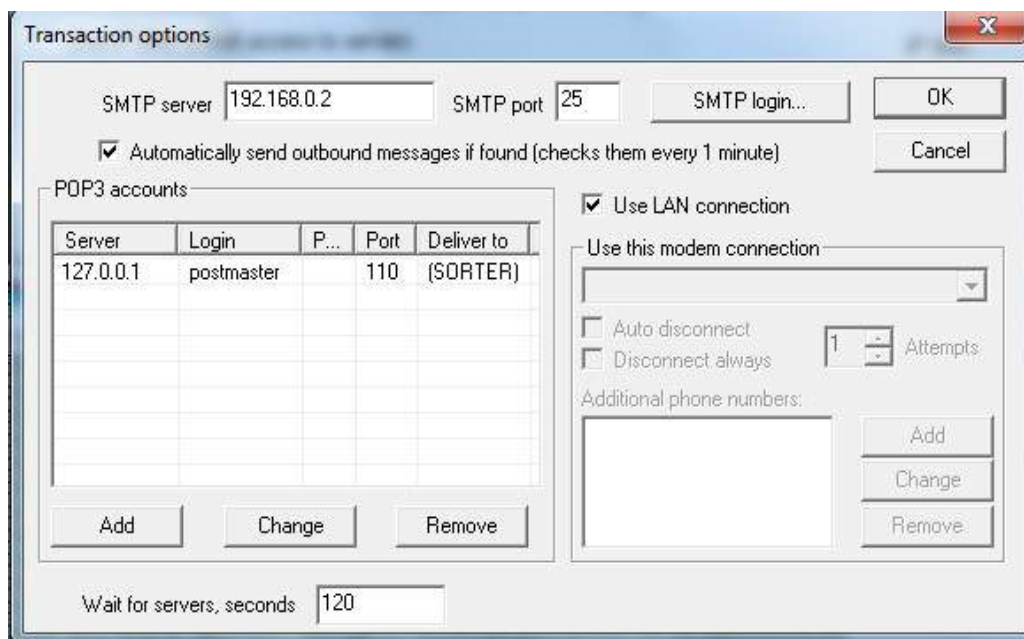 Transaction options
SMTP server 192.168.0.2 SMTP port 25 SMTP login... OK
Automatically send outbound messages if found (checks them every 1 minute) Cancel
POP3 accounts
Server Login P... Port Deliver to
127.0.0.1 postmaster 110 (SORTER)
Add Change Remove
Use LAN connection
Use this modem connection
Auto disconnect
Disconnect always
1 Attempts
Additional phone numbers:
Add
Change
Remove
Wait for servers, seconds 120